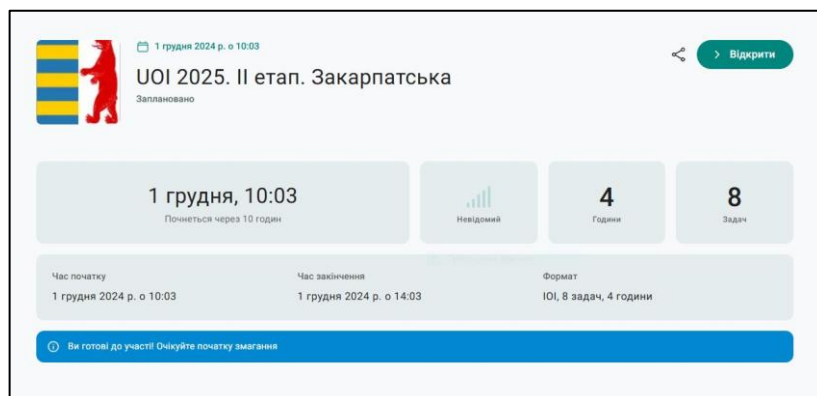 1 грудня 2024 р. о 10:03
UOI 2025. II етап. Закарпатська
Заплановано
Відкрити
1 грудня, 10:03
Почнеться через 10 годин
Невідомий
4
Години
8
Задач
Час початку
1 грудня 2024 р. о 10:03
Час закінчення
1 грудня 2024 р. о 14:03
Формат
IOI, 8 задач, 4 години
Ви готові до участі! Очікуйте початку змагання